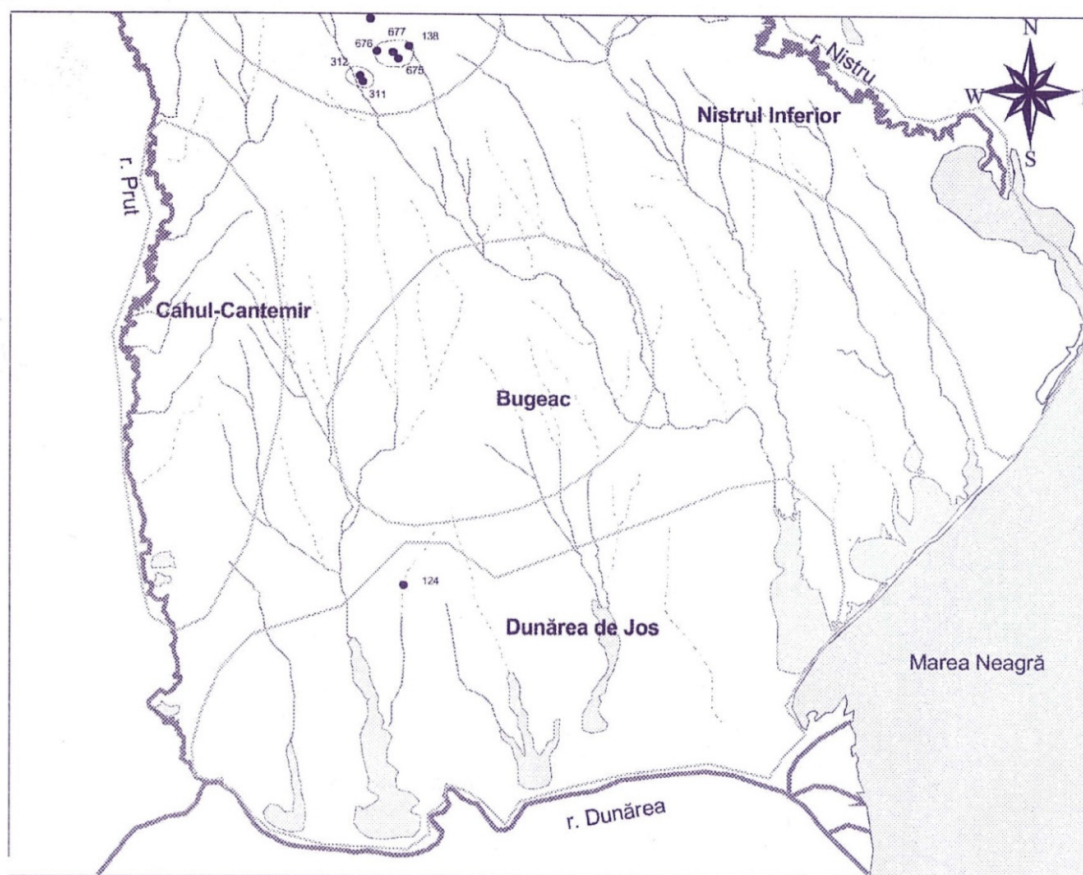 677
138
676
675
312
311
r. Nistru
N
W
S
Nistrul Inferior
r. Prut
Cahul-Cantemir
Bugeac
124
Dunărea de Jos
Marea Neagră
r. Dunărea